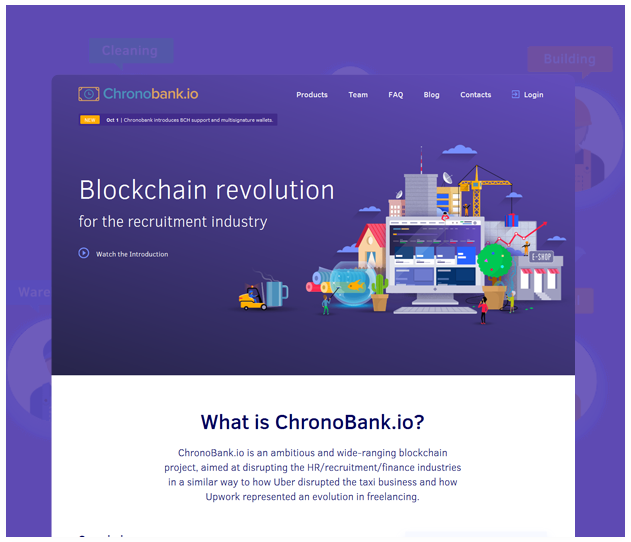 Cleaning
Building
Chronobank.io
Products Team FAQ Blog Contacts Login
NEW Oct 1 | Chronobank introduces BCH support and multisignature wallets.
Blockchain revolution
for the recruitment industry
Watch the Introduction
E-SHOP
What is ChronoBank.io?
ChronoBank.io is an ambitious and wide-ranging blockchain
project, aimed at disrupting the HR/recruitment/finance industries
in a similar way to how Uber disrupted the taxi business and how
Upwork represented an evolution in freelancing.